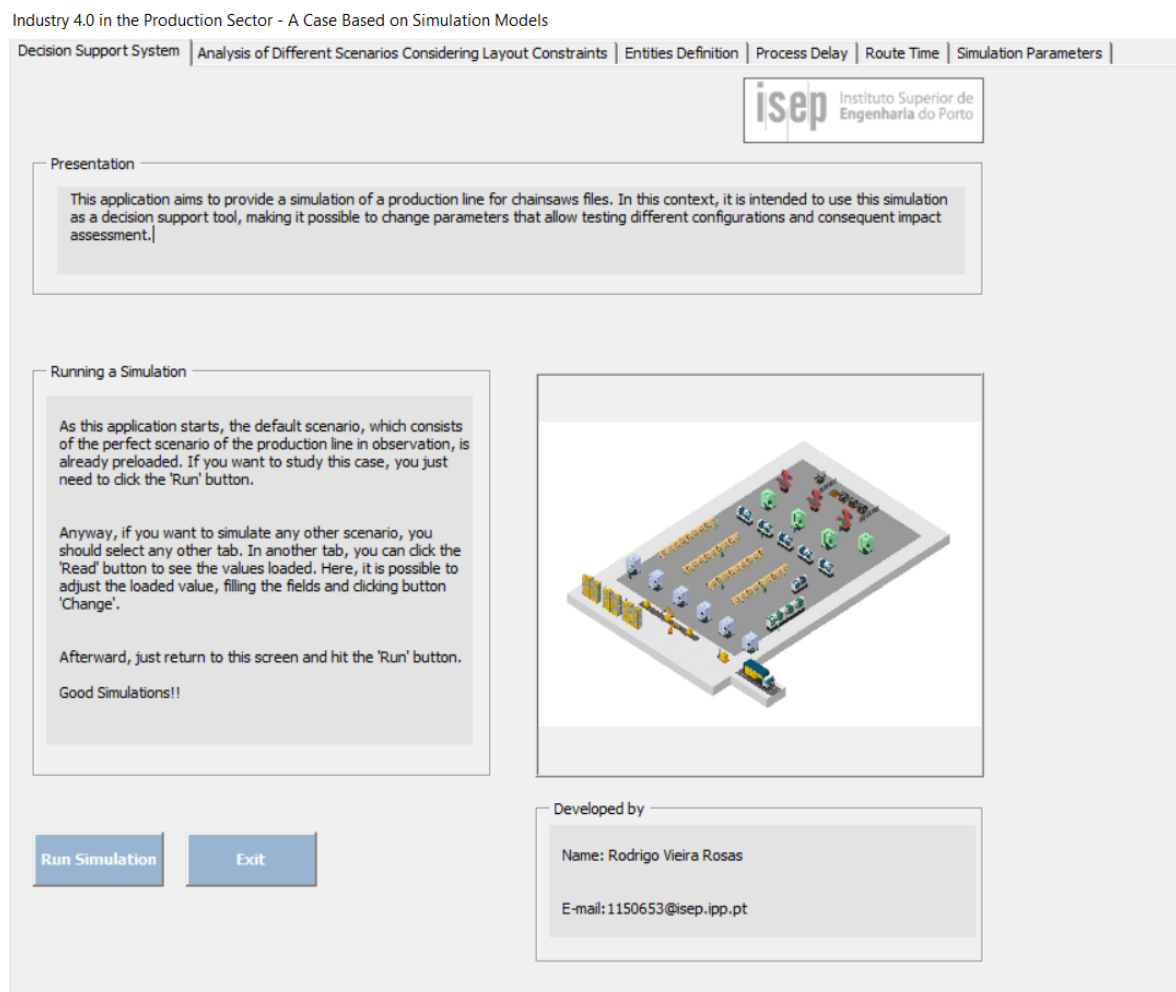 Industry 4.0 in the Production Sector - A Case Based on Simulation Models
Decision Support System
Analysis of Different Scenarios Considering Layout Constraints
Entities Definition
Process Delay
Route Time
Simulation Parameters
isep
Instituto Superior de
Engenharia do Porto
Presentation
This application aims to provide a simulation of a production line for chainsaws files. In this context, it is intended to use this simulation
as a decision support tool, making it possible to change parameters that allow testing different configurations and consequent impact
assessment.
Running a Simulation
As this application starts, the default scenario, which consists
of the perfect scenario of the production line in observation, is
already preloaded. If you want to study this case, you just
need to click the 'Run' button.
Anyway, if you want to simulate any other scenario, you
should select any other tab. In another tab, you can click the
'Read' button to see the values loaded. Here, it is possible to
adjust the loaded value, filling the fields and clicking button
'Change'.
Afterward, just return to this screen and hit the 'Run' button.
Good Simulations!!
Run Simulation
Exit
Developed by
Name: Rodrigo Vieira Rosas
E-mail:1150653@isep.ipp.pt